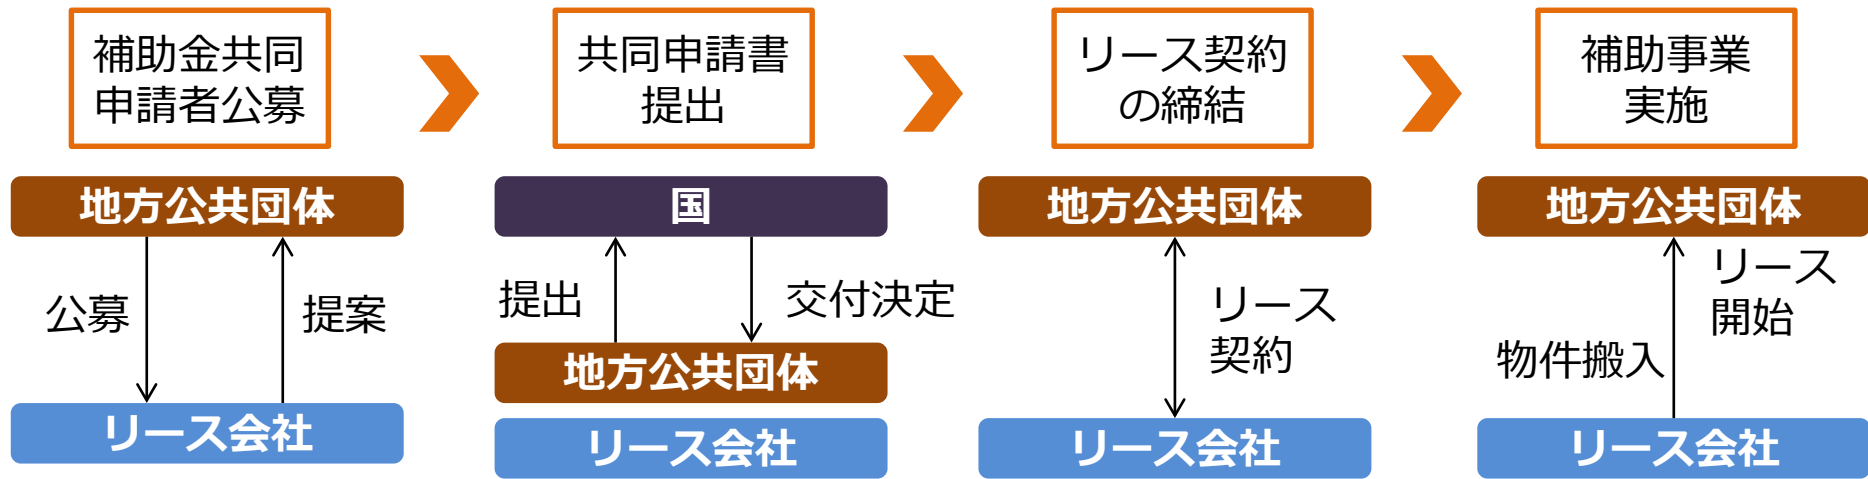 補助金共同
申請者公募
共同申請書
提出
リース契約
の締結
補助事業
実施
地方公共団体
公募
提案
リース会社
国
提出
交付決定
地方公共団体
リース会社
地方公共団体
リース
契約
リース会社
地方公共団体
リース
開始
物件搬入
リース会社